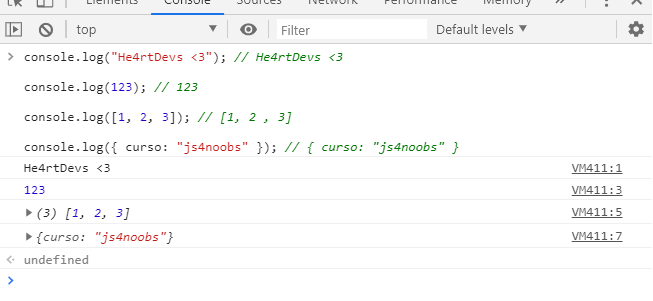 Elements Console Sources Network Performance Memory
top Filter Default levels
console.log("He4rtDevs <3"); // He4rtDevs <3
console.log(123); // 123
console.log([1, 2, 3]); // [1, 2 , 3]
console.log({ curso: "js4noobs" }); // { curso: "js4noobs" }
He4rtDevs <3 VM411:1
123 VM411:3
(3) [1, 2, 3] VM411:5
{curso: "js4noobs"} VM411:7
undefined